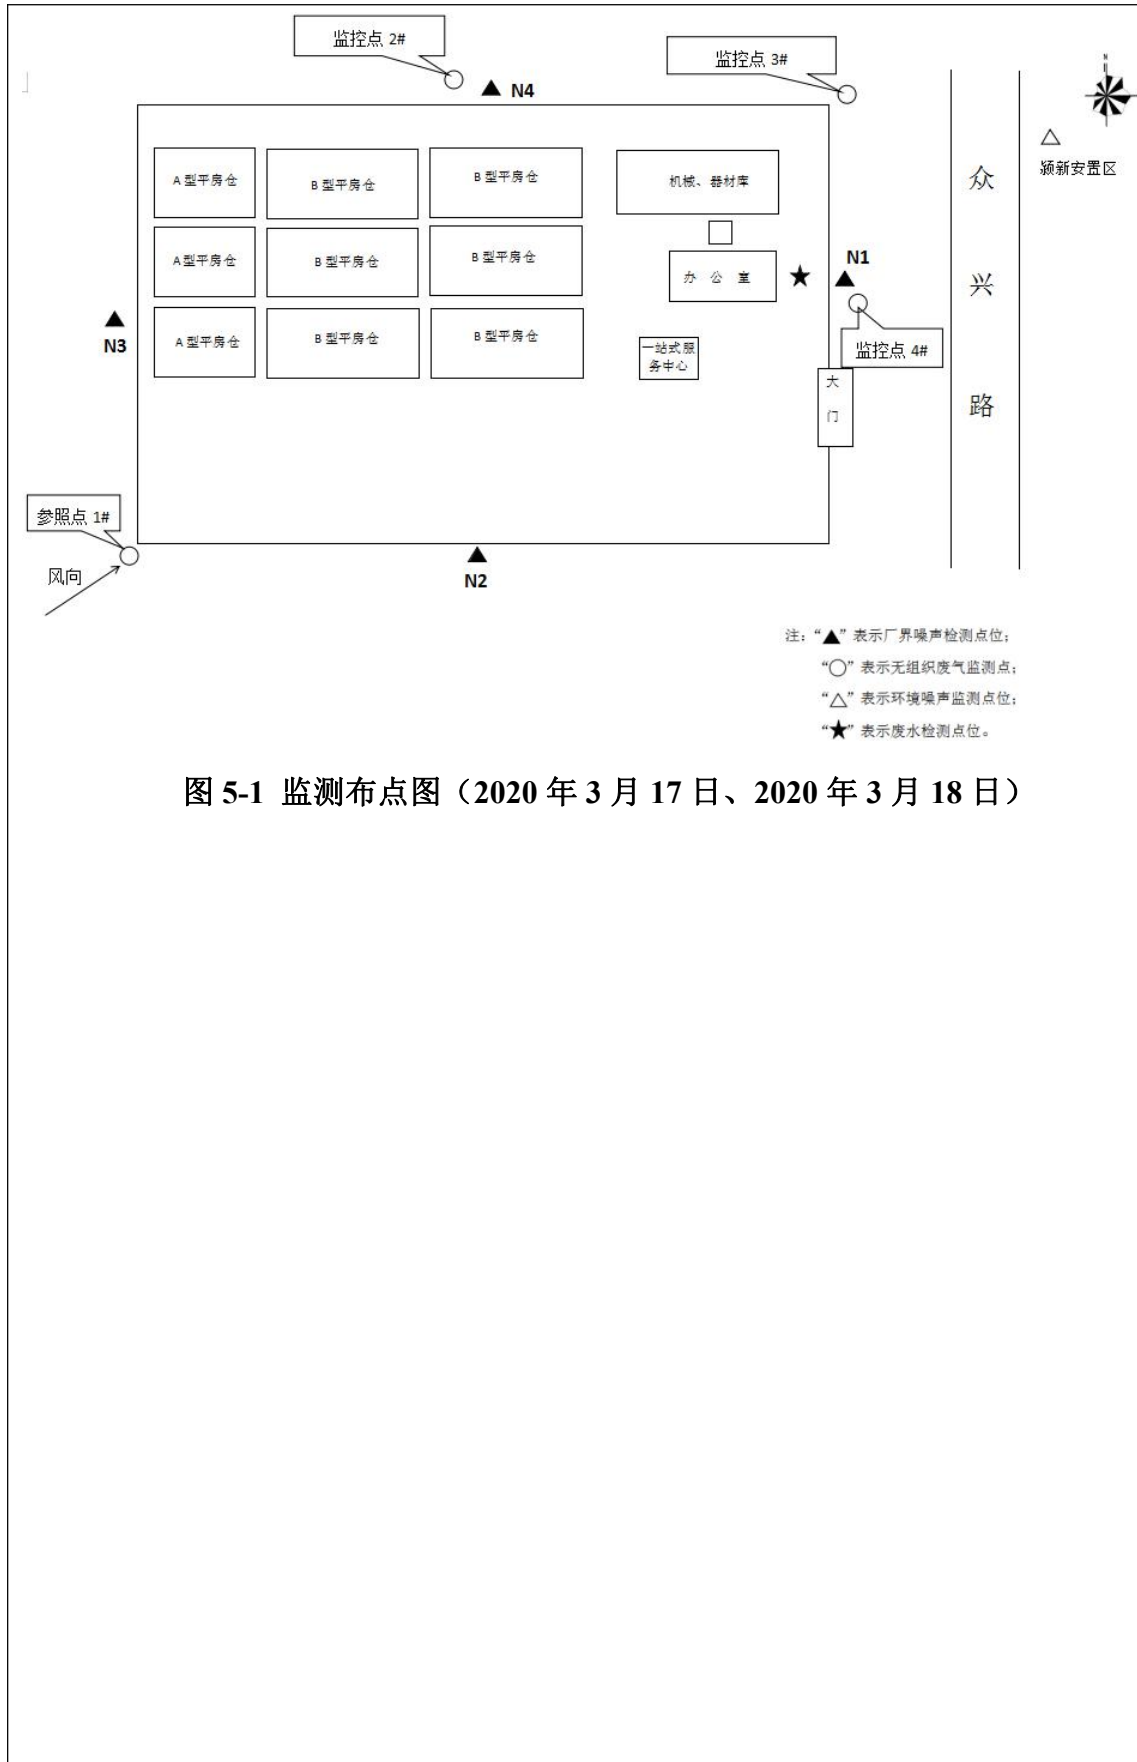 监控点 2#
监控点 3#
N4
N
颍新安置区
众
兴
路
A 型平房仓
B 型平房仓
B 型平房仓
机械、器材库
A 型平房仓
B 型平房仓
B 型平房仓
办 公 室
N1
A 型平房仓
B 型平房仓
B 型平房仓
一站式服
务中心
监控点 4#
N3
大
门
参照点 1#
风向
N2
注：“▲”表示厂界噪声检测点位；
“○”表示无组织废气监测点；
“△”表示环境噪声监测点位；
“★”表示废水检测点位。
图 5-1 监测布点图（2020 年 3 月 17 日、2020 年 3 月 18 日）